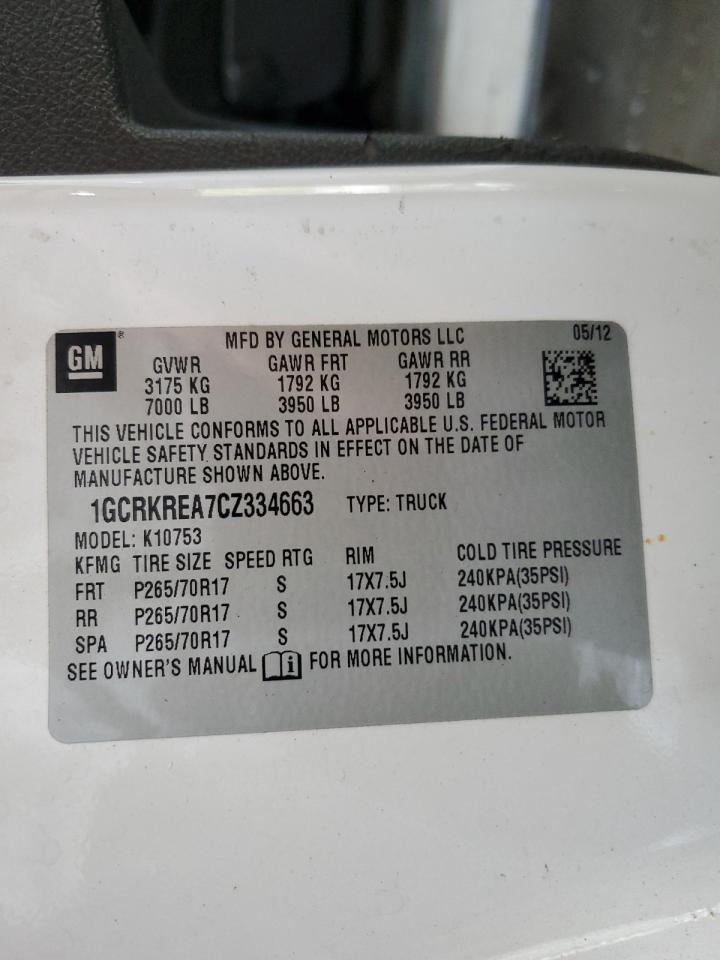 GM ®
MFD BY GENERAL MOTORS LLC 05/12
GVWR GAWR FRT GAWR RR
3175 KG 1792 KG 1792 KG
7000 LB 3950 LB 3950 LB
THIS VEHICLE CONFORMS TO ALL APPLICABLE U.S. FEDERAL MOTOR
VEHICLE SAFETY STANDARDS IN EFFECT ON THE DATE OF
MANUFACTURE SHOWN ABOVE.
1GCRKREA7CZ334663 TYPE: TRUCK
MODEL: K10753
KFMG TIRE SIZE SPEED RTG RIM COLD TIRE PRESSURE
FRT P265/70R17 S 17X7.5J 240KPA(35PSI)
RR P265/70R17 S 17X7.5J 240KPA(35PSI)
SPA P265/70R17 S 17X7.5J 240KPA(35PSI)
SEE OWNER'S MANUAL i FOR MORE INFORMATION.